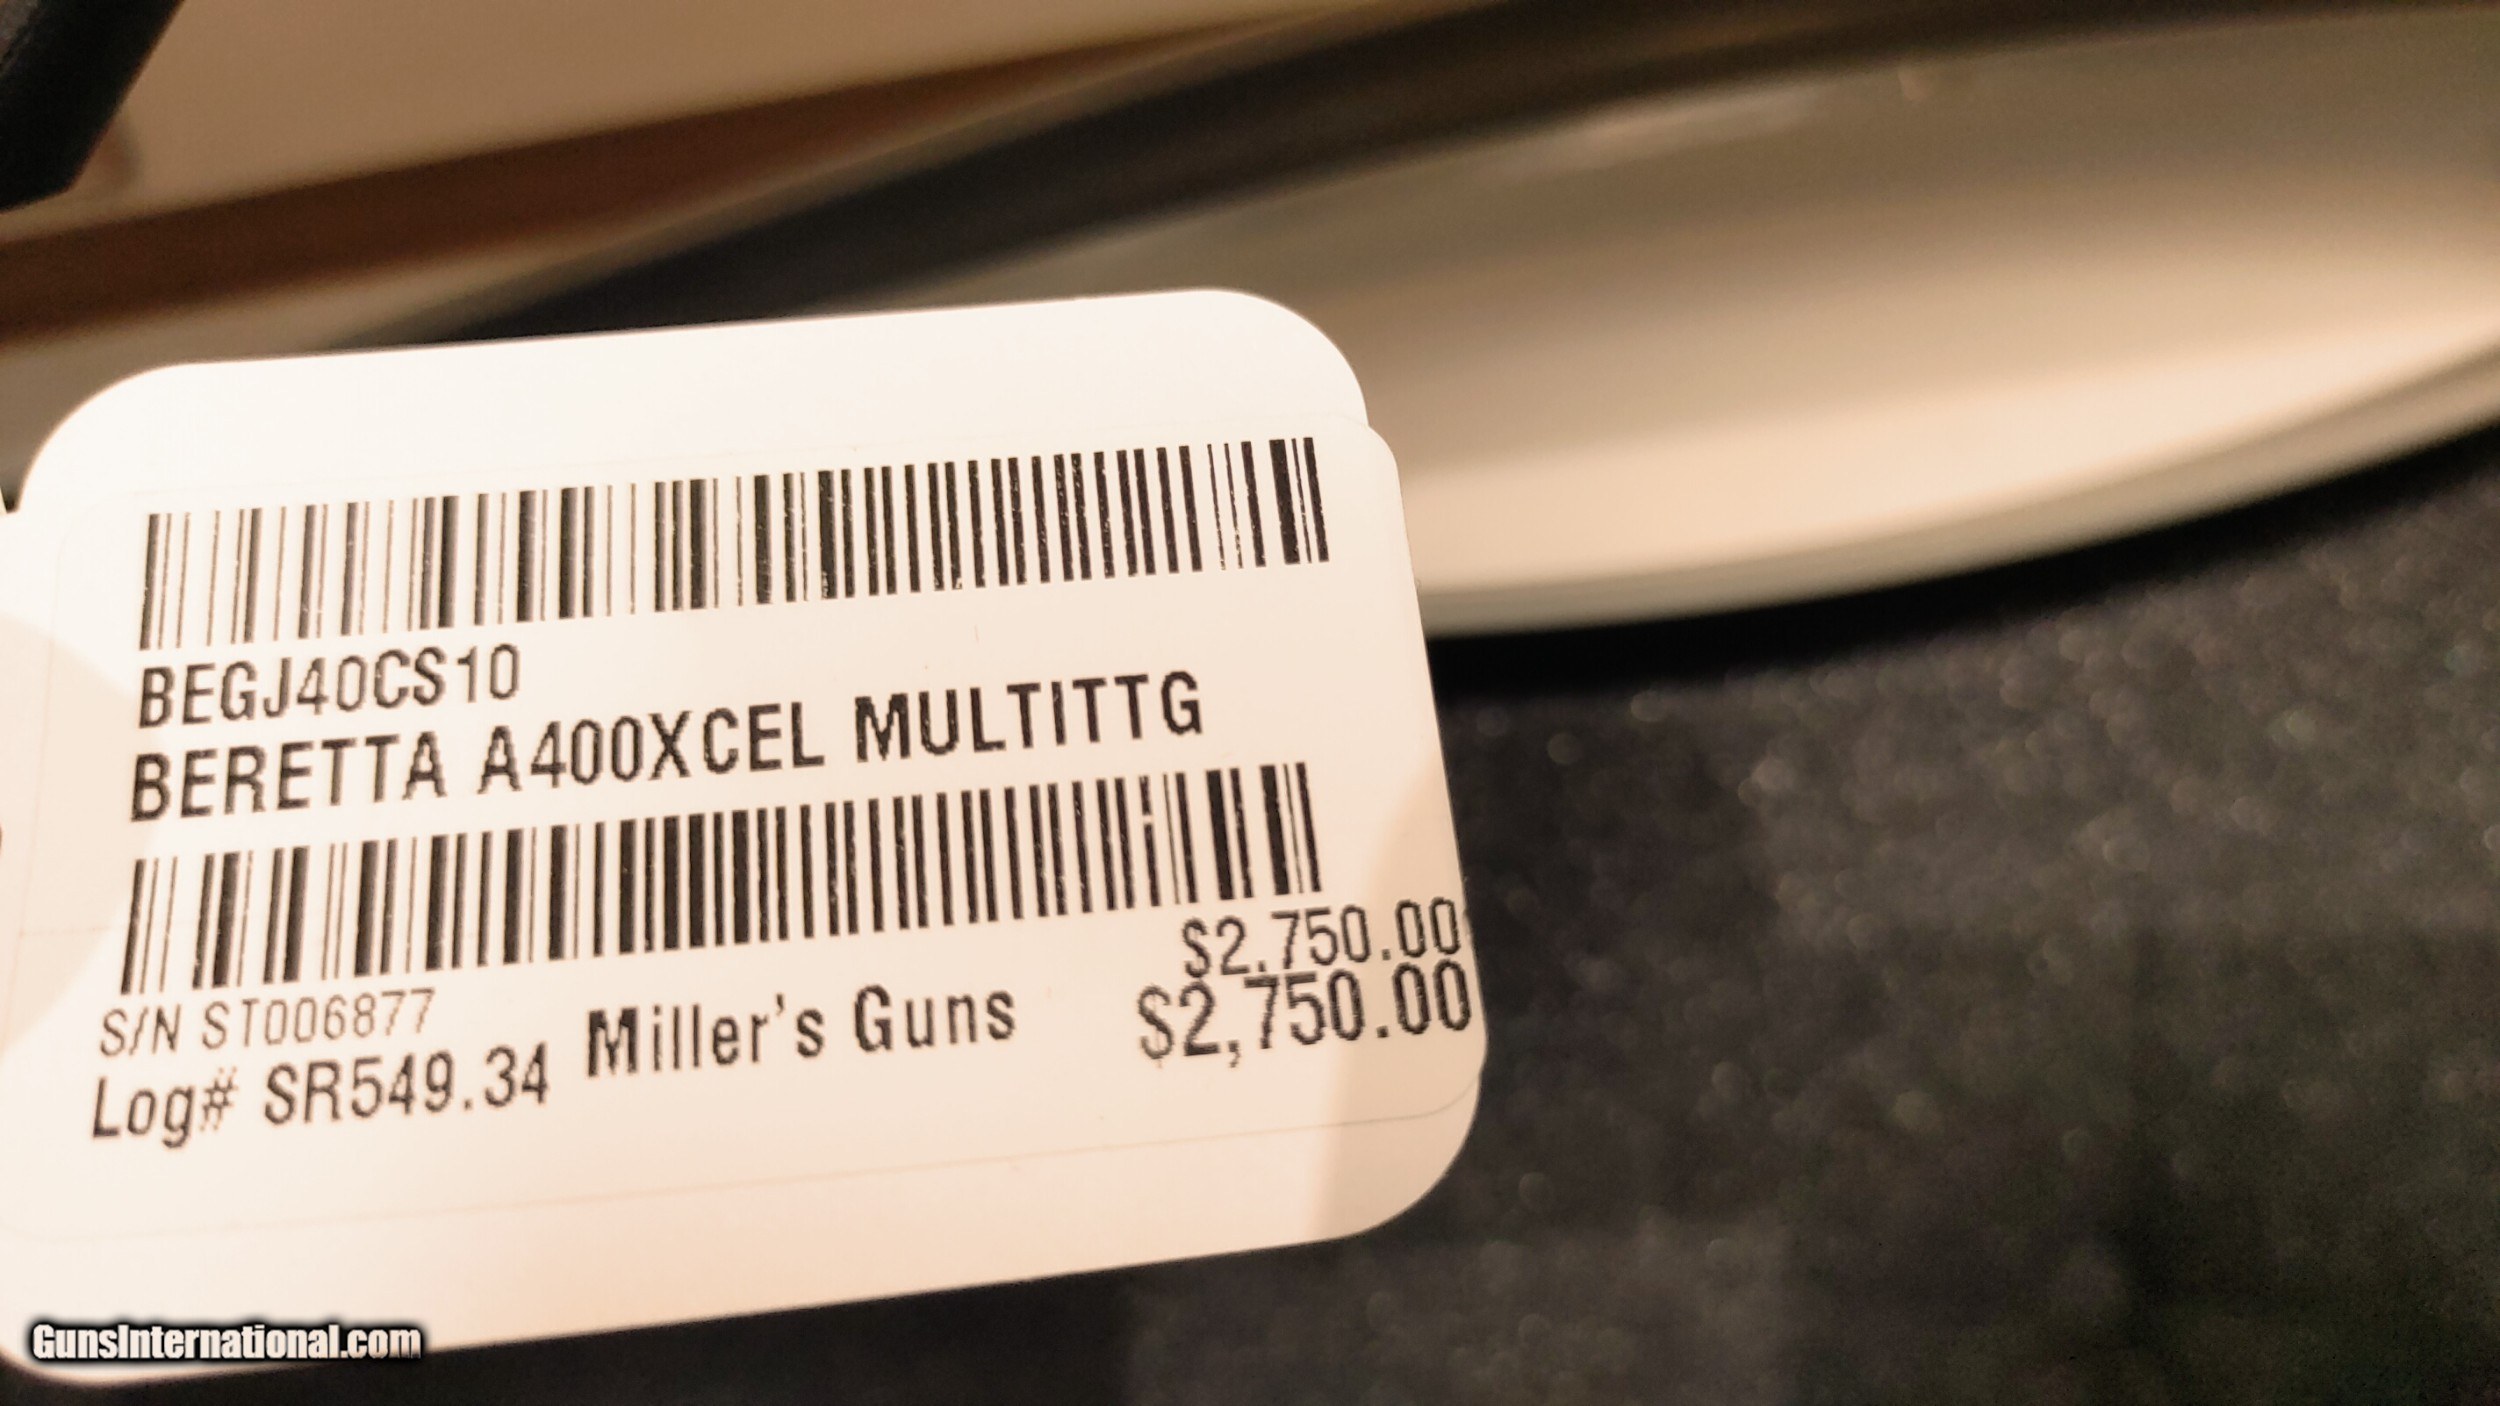 BEGJ40CS10
BERETTA A400XCEL MULTITTG
$2,750.00
S/N ST006877 Miller's Guns $2,750.00
Log# SR549.34
GunsInternational.com